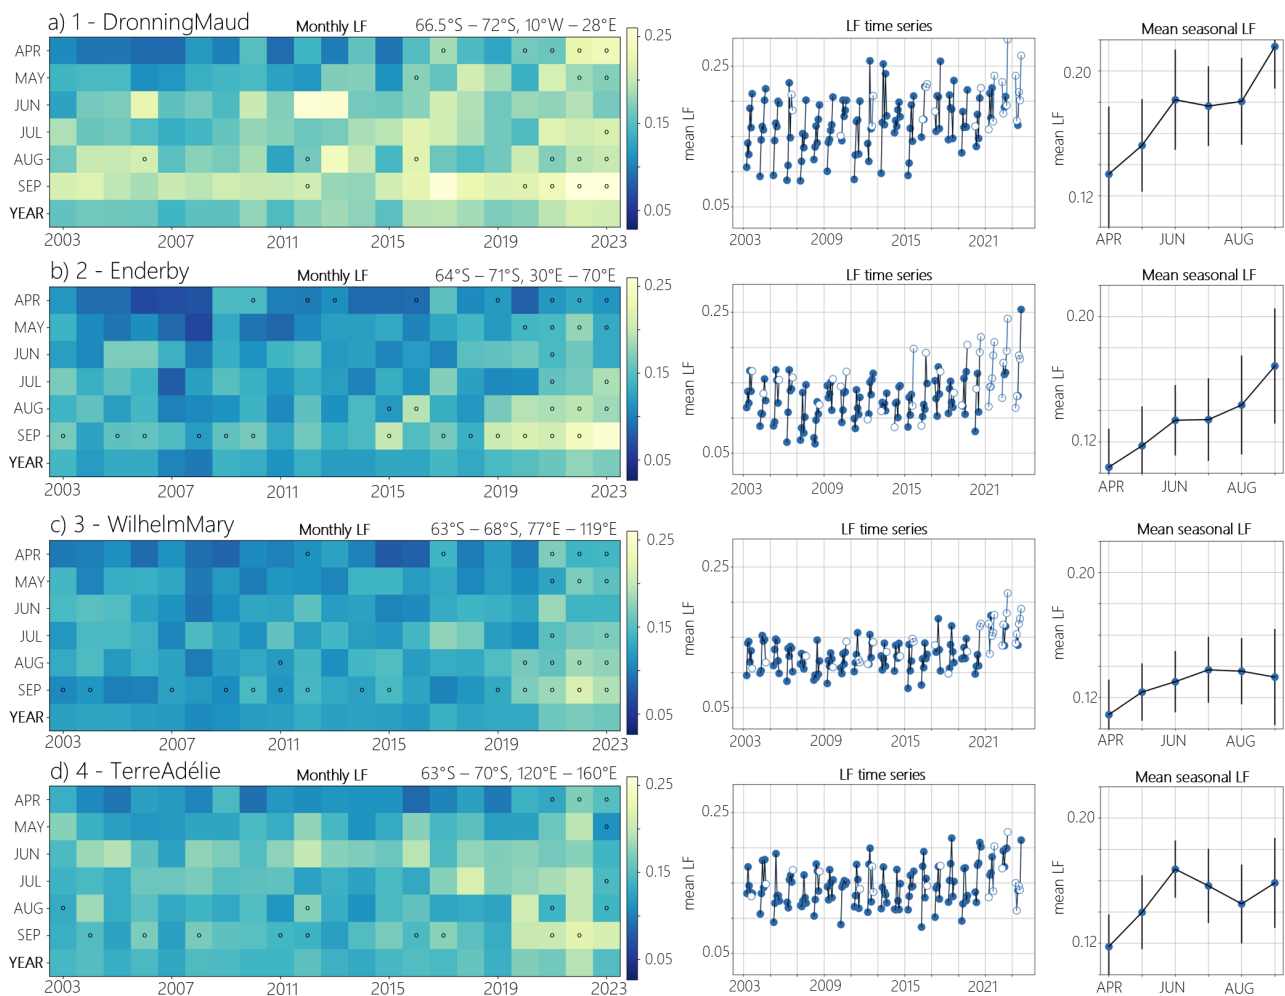 a) 1 - DronningMaud Monthly LF 66.5°S – 72°S, 10°W – 28°E
APR
MAY
JUN
JUL
AUG
SEP
YEAR
2003 2007 2011 2015 2019 2023
0.25
0.15
0.05
LF time series
mean LF
0.25
0.05
2003 2009 2015 2021
Mean seasonal LF
0.20
0.12
APR JUN AUG
b) 2 - Enderby Monthly LF 64°S – 71°S, 30°E – 70°E
APR
MAY
JUN
JUL
AUG
SEP
YEAR
2003 2007 2011 2015 2019 2023
0.25
0.15
0.05
LF time series
mean LF
0.25
0.05
2003 2009 2015 2021
Mean seasonal LF
0.20
0.12
APR JUN AUG
c) 3 - WilhelmMary Monthly LF 63°S – 68°S, 77°E – 119°E
APR
MAY
JUN
JUL
AUG
SEP
YEAR
2003 2007 2011 2015 2019 2023
0.25
0.15
0.05
LF time series
mean LF
0.25
0.05
2003 2009 2015 2021
Mean seasonal LF
0.20
0.12
APR JUN AUG
d) 4 - TerreAdélie Monthly LF 63°S – 70°S, 120°E – 160°E
APR
MAY
JUN
JUL
AUG
SEP
YEAR
2003 2007 2011 2015 2019 2023
0.25
0.15
0.05
LF time series
mean LF
0.25
0.05
2003 2009 2015 2021
Mean seasonal LF
0.20
0.12
APR JUN AUG